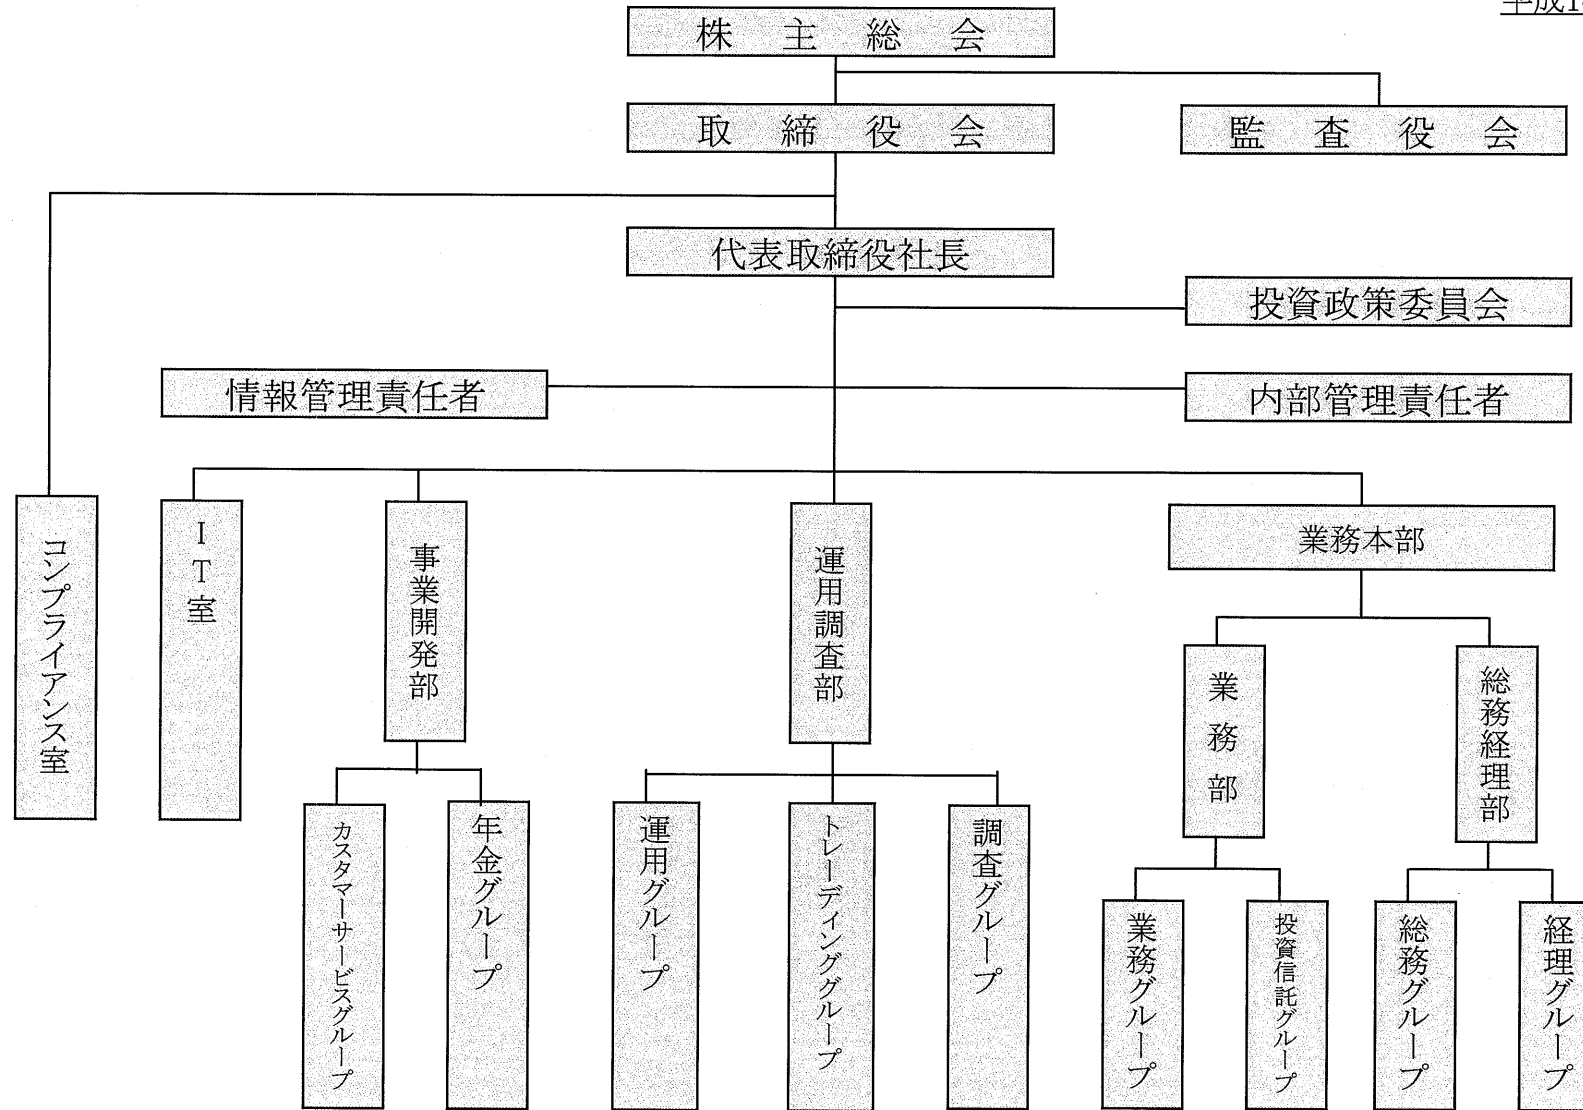 平成1
株主総会
取締役会
監査役会
代表取締役社長
投資政策委員会
情報管理責任者
内部管理責任者
コンプライアンス室
IT室
事業開発部
運用調査部
業務本部
業務部
総務経理部
カスタマーサービスグループ
年金グループ
運用グループ
トレーディンググループ
調査グループ
業務グループ
投資信託グループ
総務グループ
経理グループ